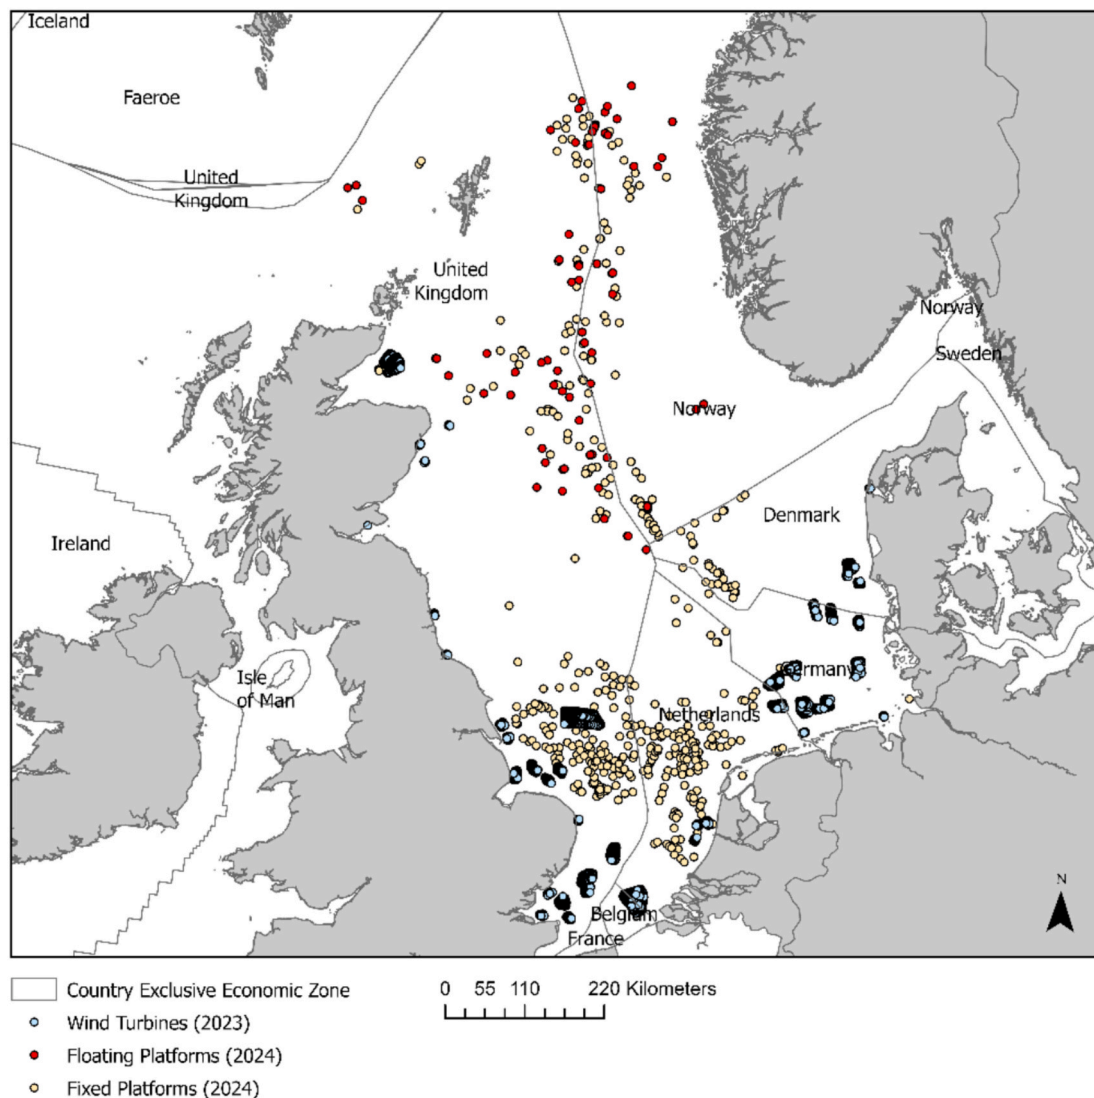 Iceland
Faeroe
United
Kingdom
United
Kingdom
Norway
Sweden
Norway
Denmark
Ireland
Isle
of Man
Germany
Netherlands
Belgium
France
N
Country Exclusive Economic Zone
Wind Turbines (2023)
Floating Platforms (2024)
Fixed Platforms (2024)
0 55 110 220 Kilometers